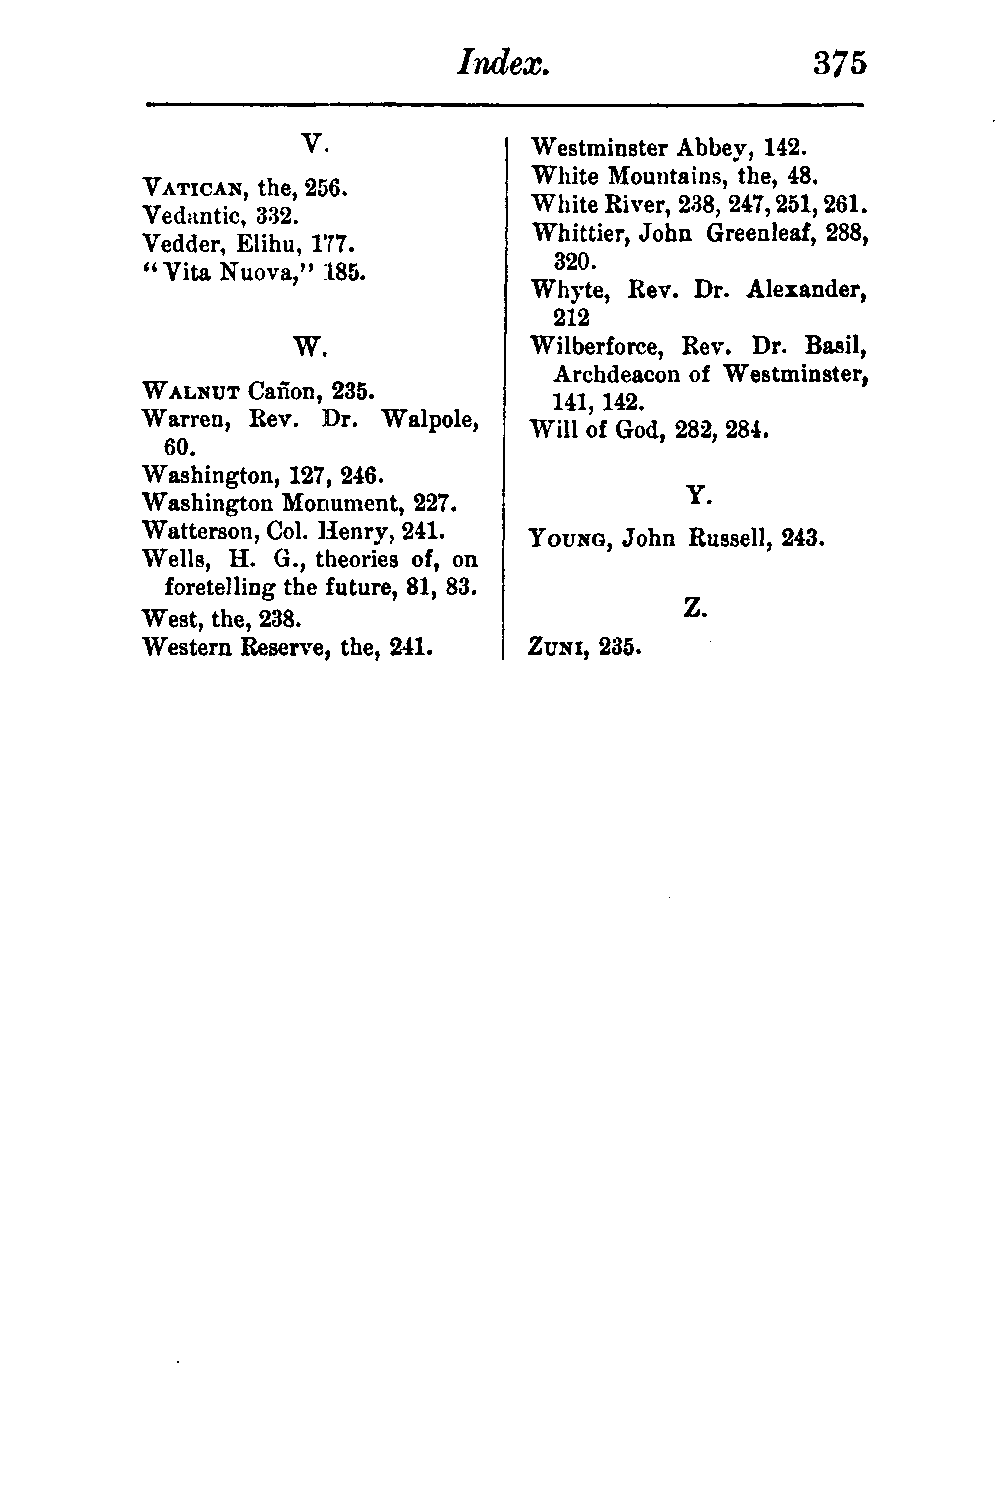 Index. 375
V.
VATICAN, the, 256.
Vedantic, 332.
Vedder, Elihu, 177.
“Vita Nuova,” 185.
W.
WALNUT Cañon, 235.
Warren, Rev. Dr. Walpole,
60.
Washington, 127, 246.
Washington Monument, 227.
Watterson, Col. Henry, 241.
Wells, H. G., theories of, on
foretelling the future, 81, 83.
West, the, 238.
Western Reserve, the, 241.
Westminster Abbey, 142.
White Mountains, the, 48.
White River, 238, 247, 251, 261.
Whittier, John Greenleaf, 288,
320.
Whyte, Rev. Dr. Alexander,
212
Wilberforce, Rev. Dr. Basil,
Archdeacon of Westminster,
141, 142.
Will of God, 282, 284.
Y.
YOUNG, John Russell, 243.
Z.
ZUNI, 235.